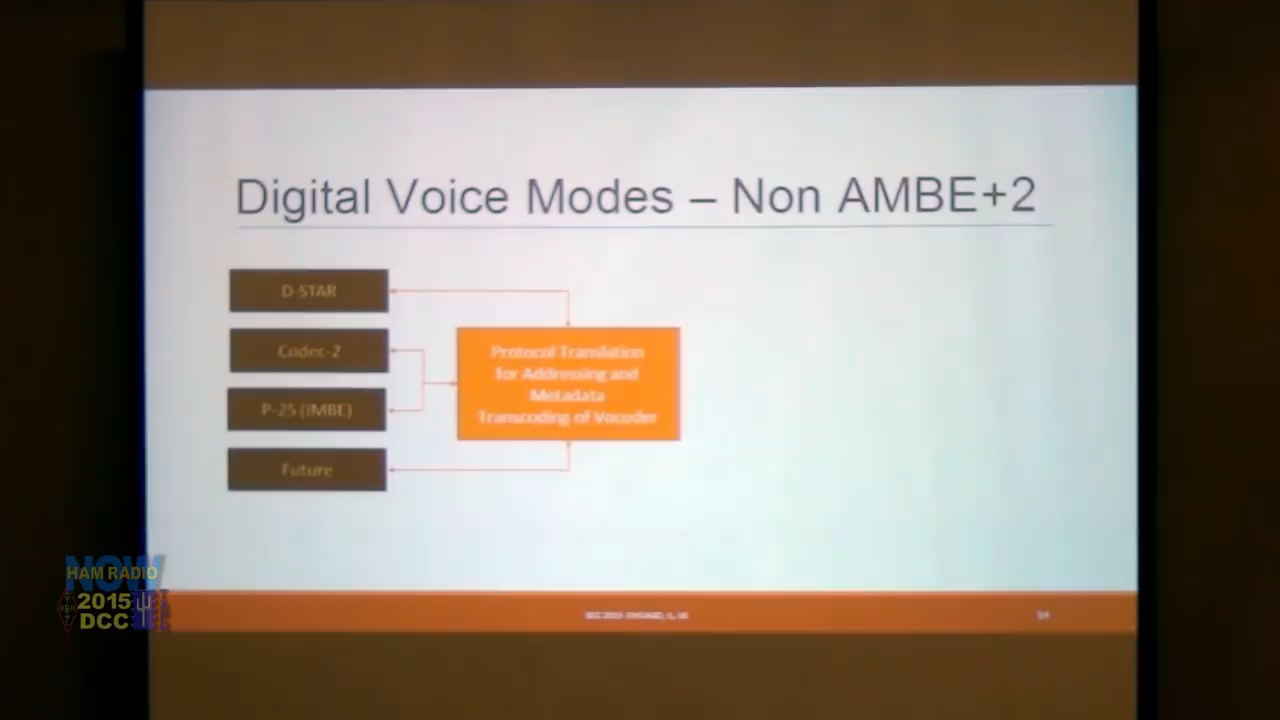 Digital Voice Modes – Non AMBE+2
D-STAR
Codec-2
P-25 (IMBE)
Future
Protocol Translation
for Addressing and
Metadata
Transcoding of Vocoder
NOW
HAM RADIO
2015
DCC
14